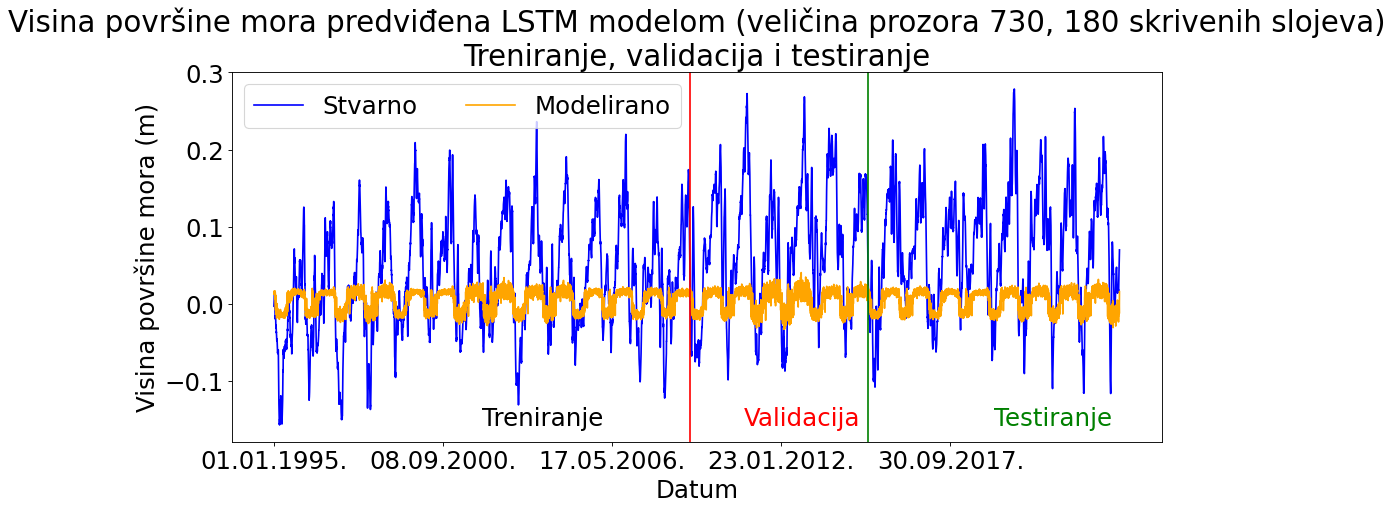 Visina površine mora predviđena LSTM modelom (veličina prozora 730, 180 skrivenih slojeva)
Treniranje, validacija i testiranje
Stvarno
Modelirano
Visina površine mora (m)
0.3
0.2
0.1
0.0
−0.1
Treniranje
Validacija
Testiranje
01.01.1995.
08.09.2000.
17.05.2006.
23.01.2012.
30.09.2017.
Datum